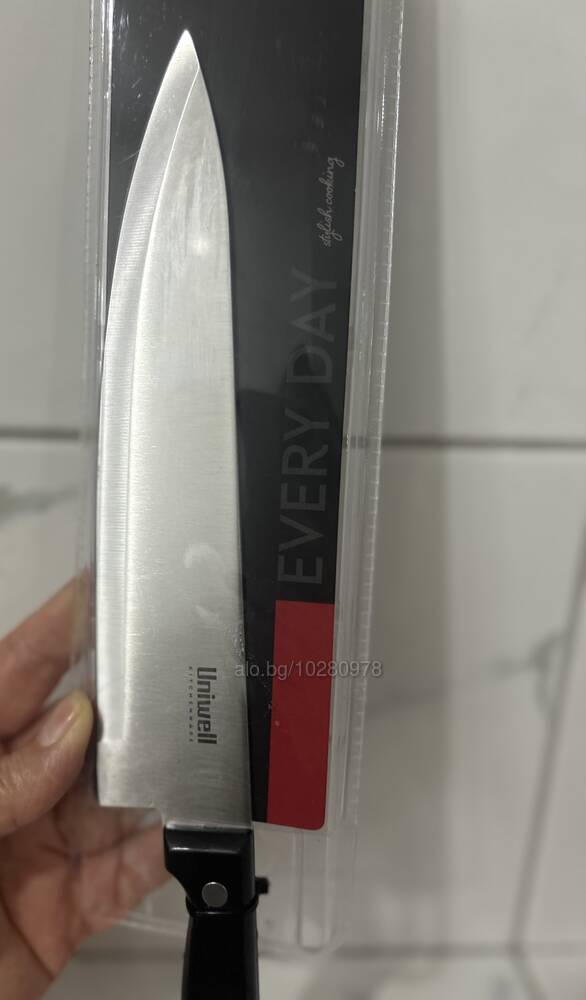 stylish cooking
EVERY DAY
Uniwell
KITCHENWARE
alo.bg/10280978